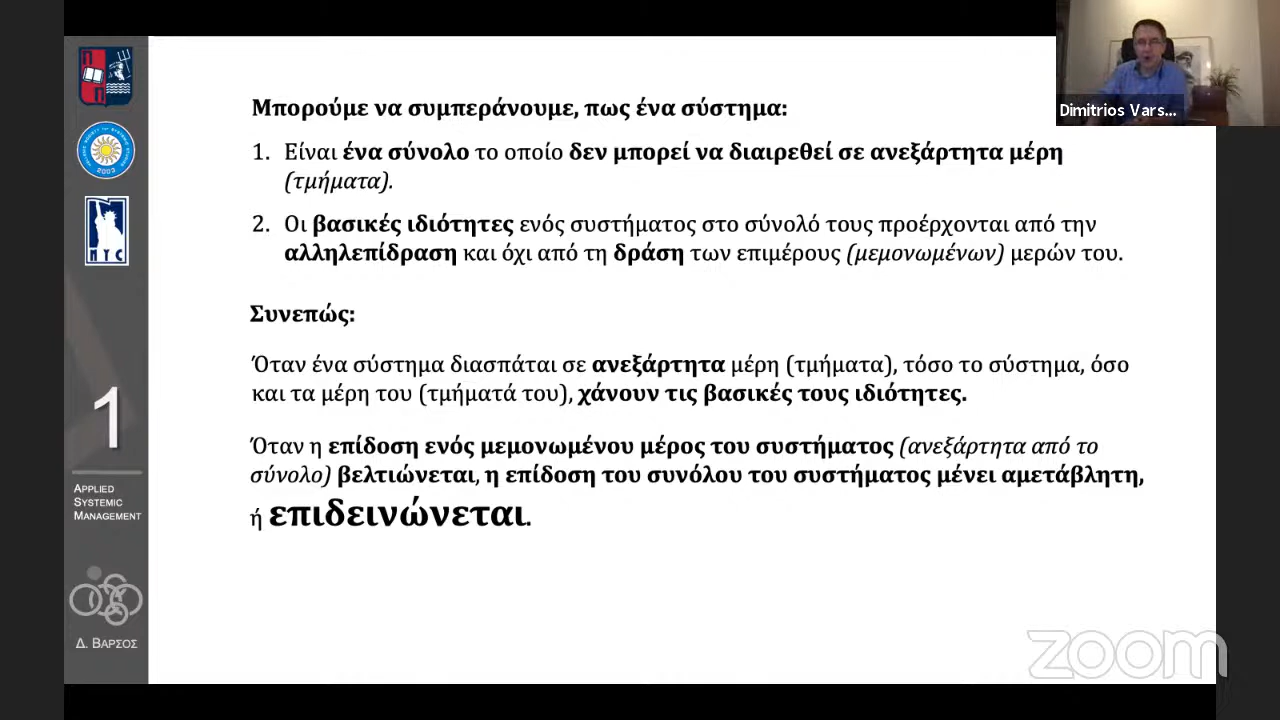 Μπορούμε να συμπεράνουμε, πως ένα σύστημα:
1. Είναι ένα σύνολο το οποίο δεν μπορεί να διαιρεθεί σε ανεξάρτητα μέρη
(τμήματα).
2. Οι βασικές ιδιότητες ενός συστήματος στο σύνολό τους προέρχονται από την
αλληλεπίδραση και όχι από τη δράση των επιμέρους (μεμονωμένων) μερών του.
Συνεπώς:
Όταν ένα σύστημα διασπάται σε ανεξάρτητα μέρη (τμήματα), τόσο το σύστημα, όσο
και τα μέρη του (τμήματά του), χάνουν τις βασικές τους ιδιότητες.
Όταν η επίδοση ενός μεμονωμένου μέρος του συστήματος (ανεξάρτητα από το
σύνολο) βελτιώνεται, η επίδοση του συνόλου του συστήματος μένει αμετάβλητη,
ή επιδεινώνεται.
Dimitrios Vars...
1
APPLIED
SYSTEMIC
MANAGEMENT
Δ. ΒΑΡΣΟΣ
zoom